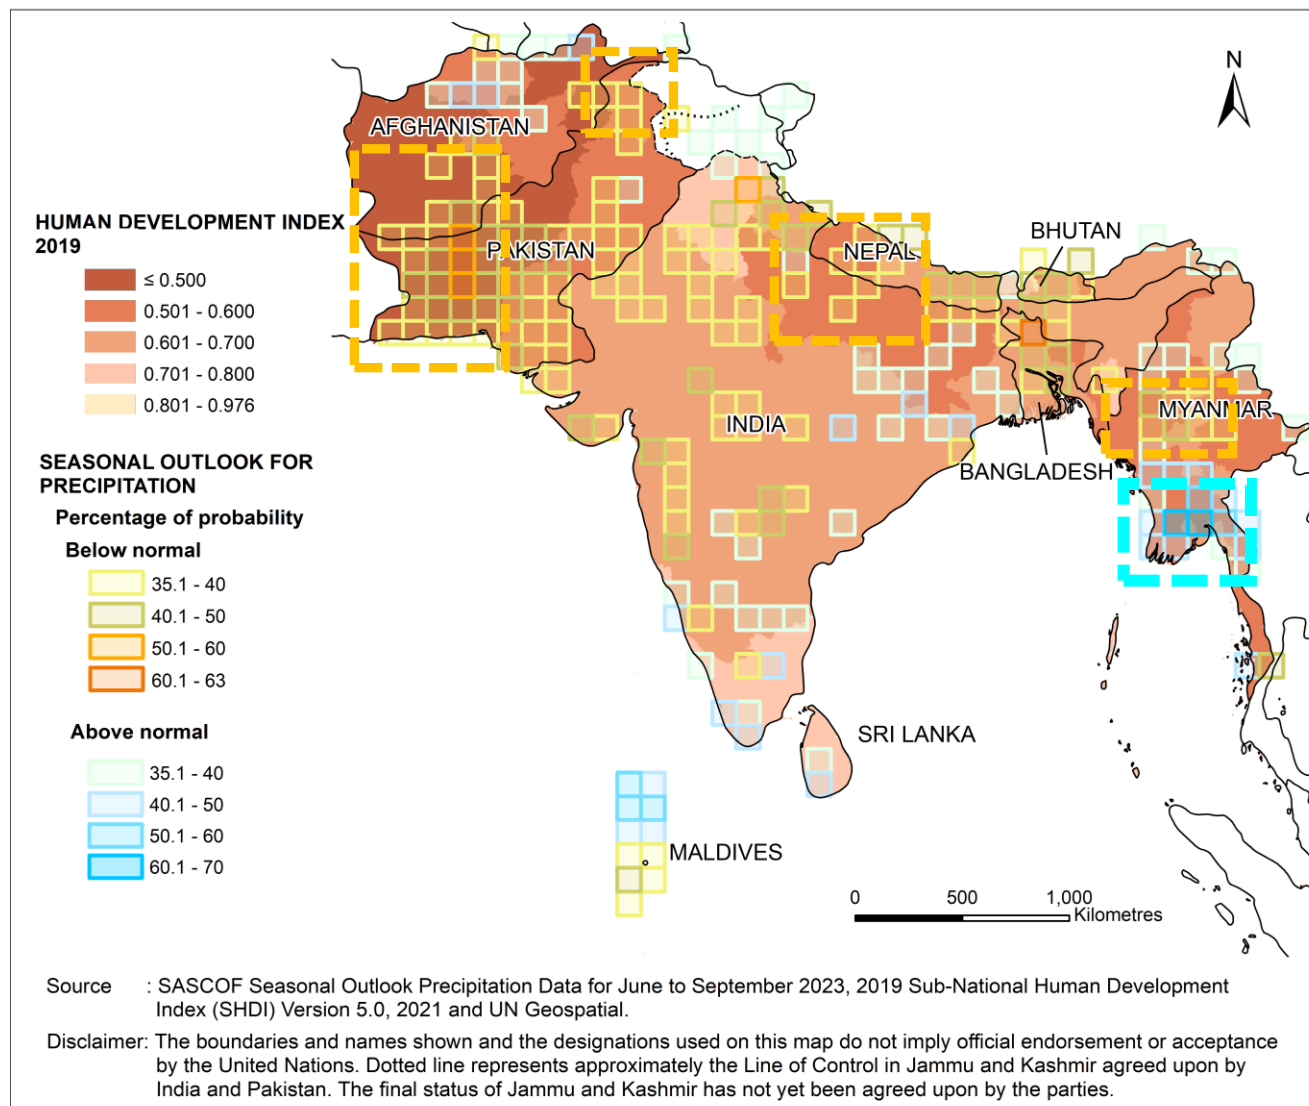 N
AFGHANISTAN
HUMAN DEVELOPMENT INDEX
2019
≤ 0.500
0.501 - 0.600
0.601 - 0.700
0.701 - 0.800
0.801 - 0.976
PAKISTAN
NEPAL
BHUTAN
INDIA
MYANMAR
BANGLADESH
SEASONAL OUTLOOK FOR
PRECIPITATION
Percentage of probability
Below normal
35.1 - 40
40.1 - 50
50.1 - 60
60.1 - 63
Above normal
35.1 - 40
40.1 - 50
50.1 - 60
60.1 - 70
SRI LANKA
MALDIVES
0 500 1,000
Kilometres
Source : SASCOF Seasonal Outlook Precipitation Data for June to September 2023, 2019 Sub-National Human Development
Index (SHDI) Version 5.0, 2021 and UN Geospatial.
Disclaimer: The boundaries and names shown and the designations used on this map do not imply official endorsement or acceptance
by the United Nations. Dotted line represents approximately the Line of Control in Jammu and Kashmir agreed upon by
India and Pakistan. The final status of Jammu and Kashmir has not yet been agreed upon by the parties.